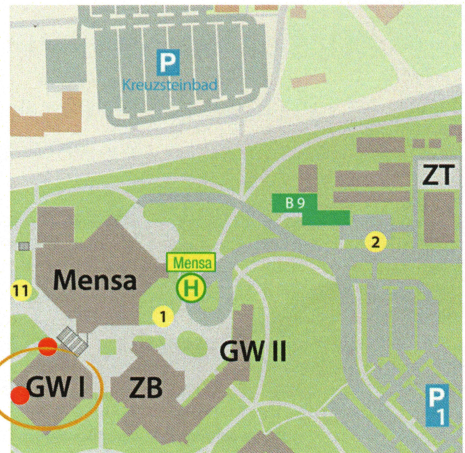 P
Kreuzsteinbad
ZT
B 9
2
Mensa
H
Mensa
11
1
GW II
GW I
ZB
P
1